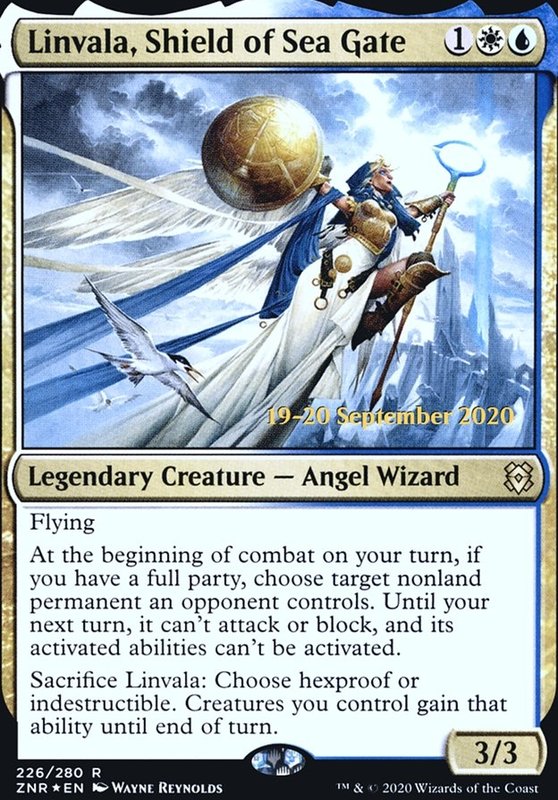 Linvala, Shield of Sea Gate 1
19-20 September 2020
Legendary Creature — Angel Wizard
Flying
At the beginning of combat on your turn, if
you have a full party, choose target nonland
permanent an opponent controls. Until your
next turn, it can't attack or block, and its
activated abilities can't be activated.
Sacrifice Linvala: Choose hexproof or
indestructible. Creatures you control gain that
ability until end of turn.
3/3
226/280 R
ZNR ★ EN Wayne Reynolds
™ & © 2020 Wizards of the Coast